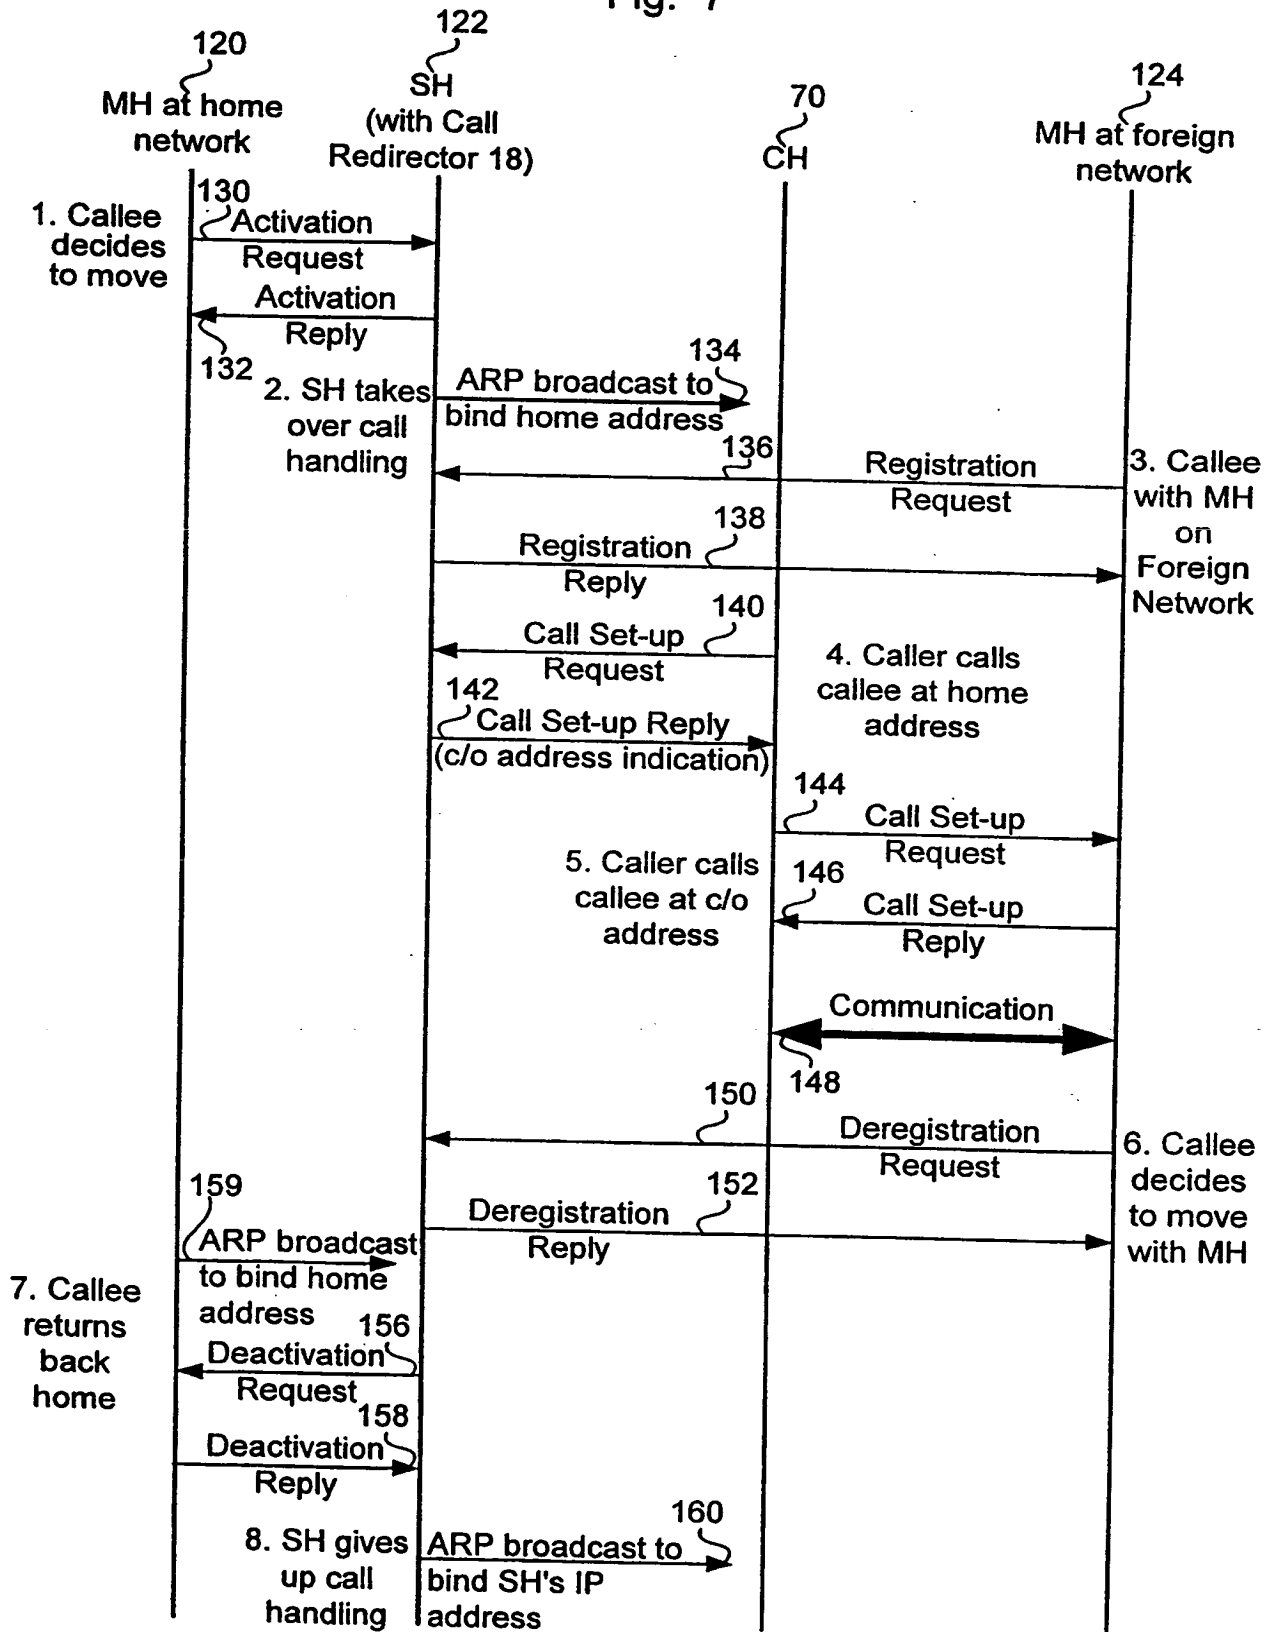 Fig. 7
122
120
SH
(with Call
Redirector 18)
124
70
MH at home
network
CH
MH at foreign
network
130
1. Callee
decides
to move
Activation
Request
Activation
Reply
132
134
2. SH takes
over call
handling
ARP broadcast to
bind home address
136
Registration
Request
3. Callee
with MH
on
Foreign
Network
138
Registration
Reply
140
Call Set-up
Request
4. Caller calls
callee at home
address
142
Call Set-up Reply
(c/o address indication)
144
Call Set-up
Request
5. Caller calls
callee at c/o
address
146
Call Set-up
Reply
Communication
148
150
Deregistration
Request
6. Callee
decides
to move
with MH
152
Deregistration
Reply
159
ARP broadcast
to bind home
address
7. Callee
returns
back
home
156
Deactivation
Request
158
Deactivation
Reply
160
8. SH gives
up call
handling
ARP broadcast to
bind SH's IP
address